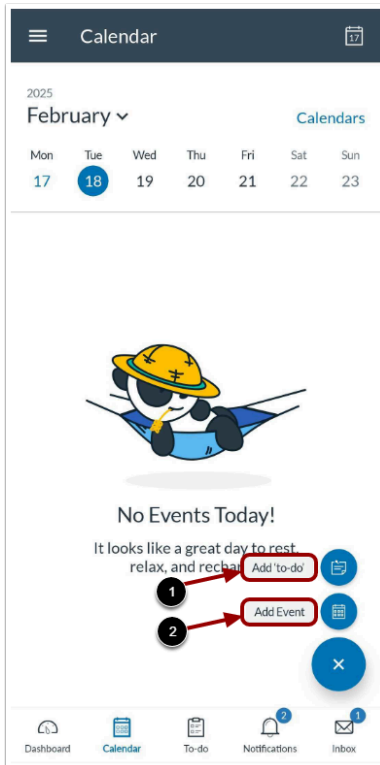 Calendar
17
2025
February
Calendars
Mon Tue Wed Thu Fri Sat Sun
17 18 19 20 21 22 23
No Events Today!
It looks like a great day to rest,
relax, and rechar
Add 'to-do'
1
Add Event
2
2
1
Dashboard Calendar To-do Notifications Inbox